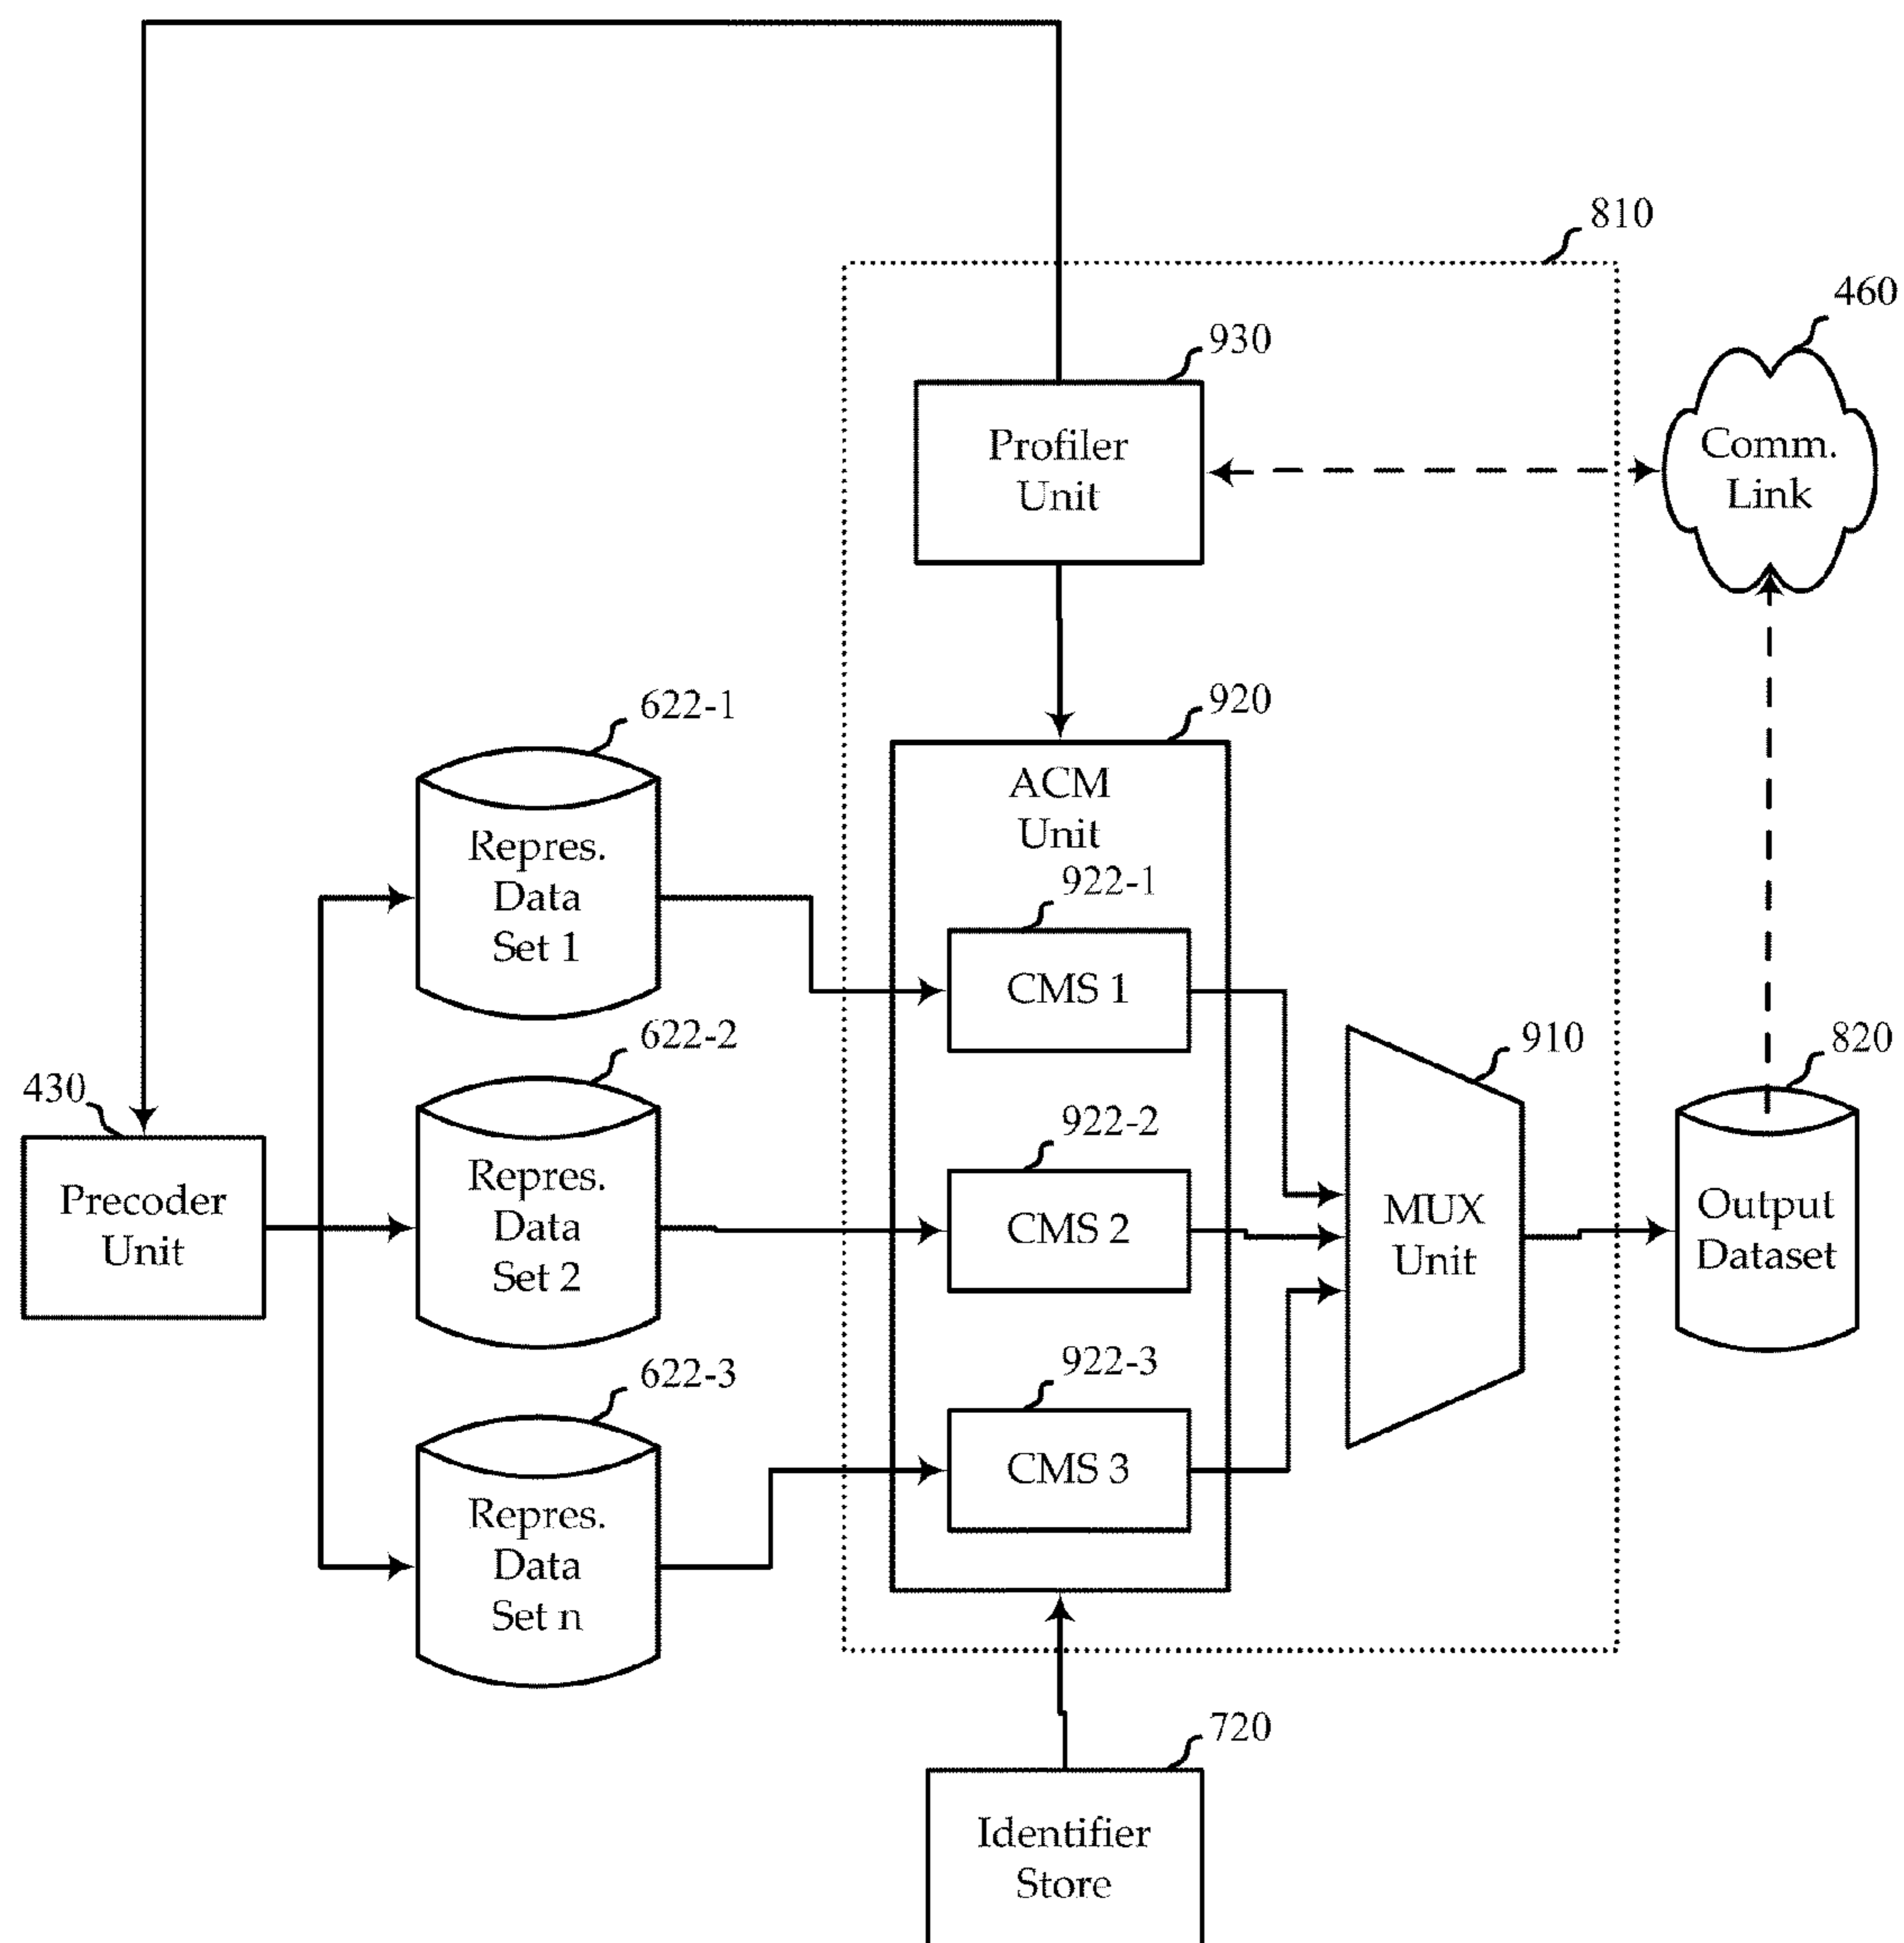 810
460
930
Profiler
Unit
Comm.
Link
622-1
920
ACM
Unit
Repres.
Data
Set 1
922-1
CMS 1
622-2
910
820
430
922-2
Precoder
Unit
Repres.
Data
Set 2
CMS 2
MUX
Unit
Output
Dataset
622-3
922-3
CMS 3
Repres.
Data
Set n
720
Identifier
Store